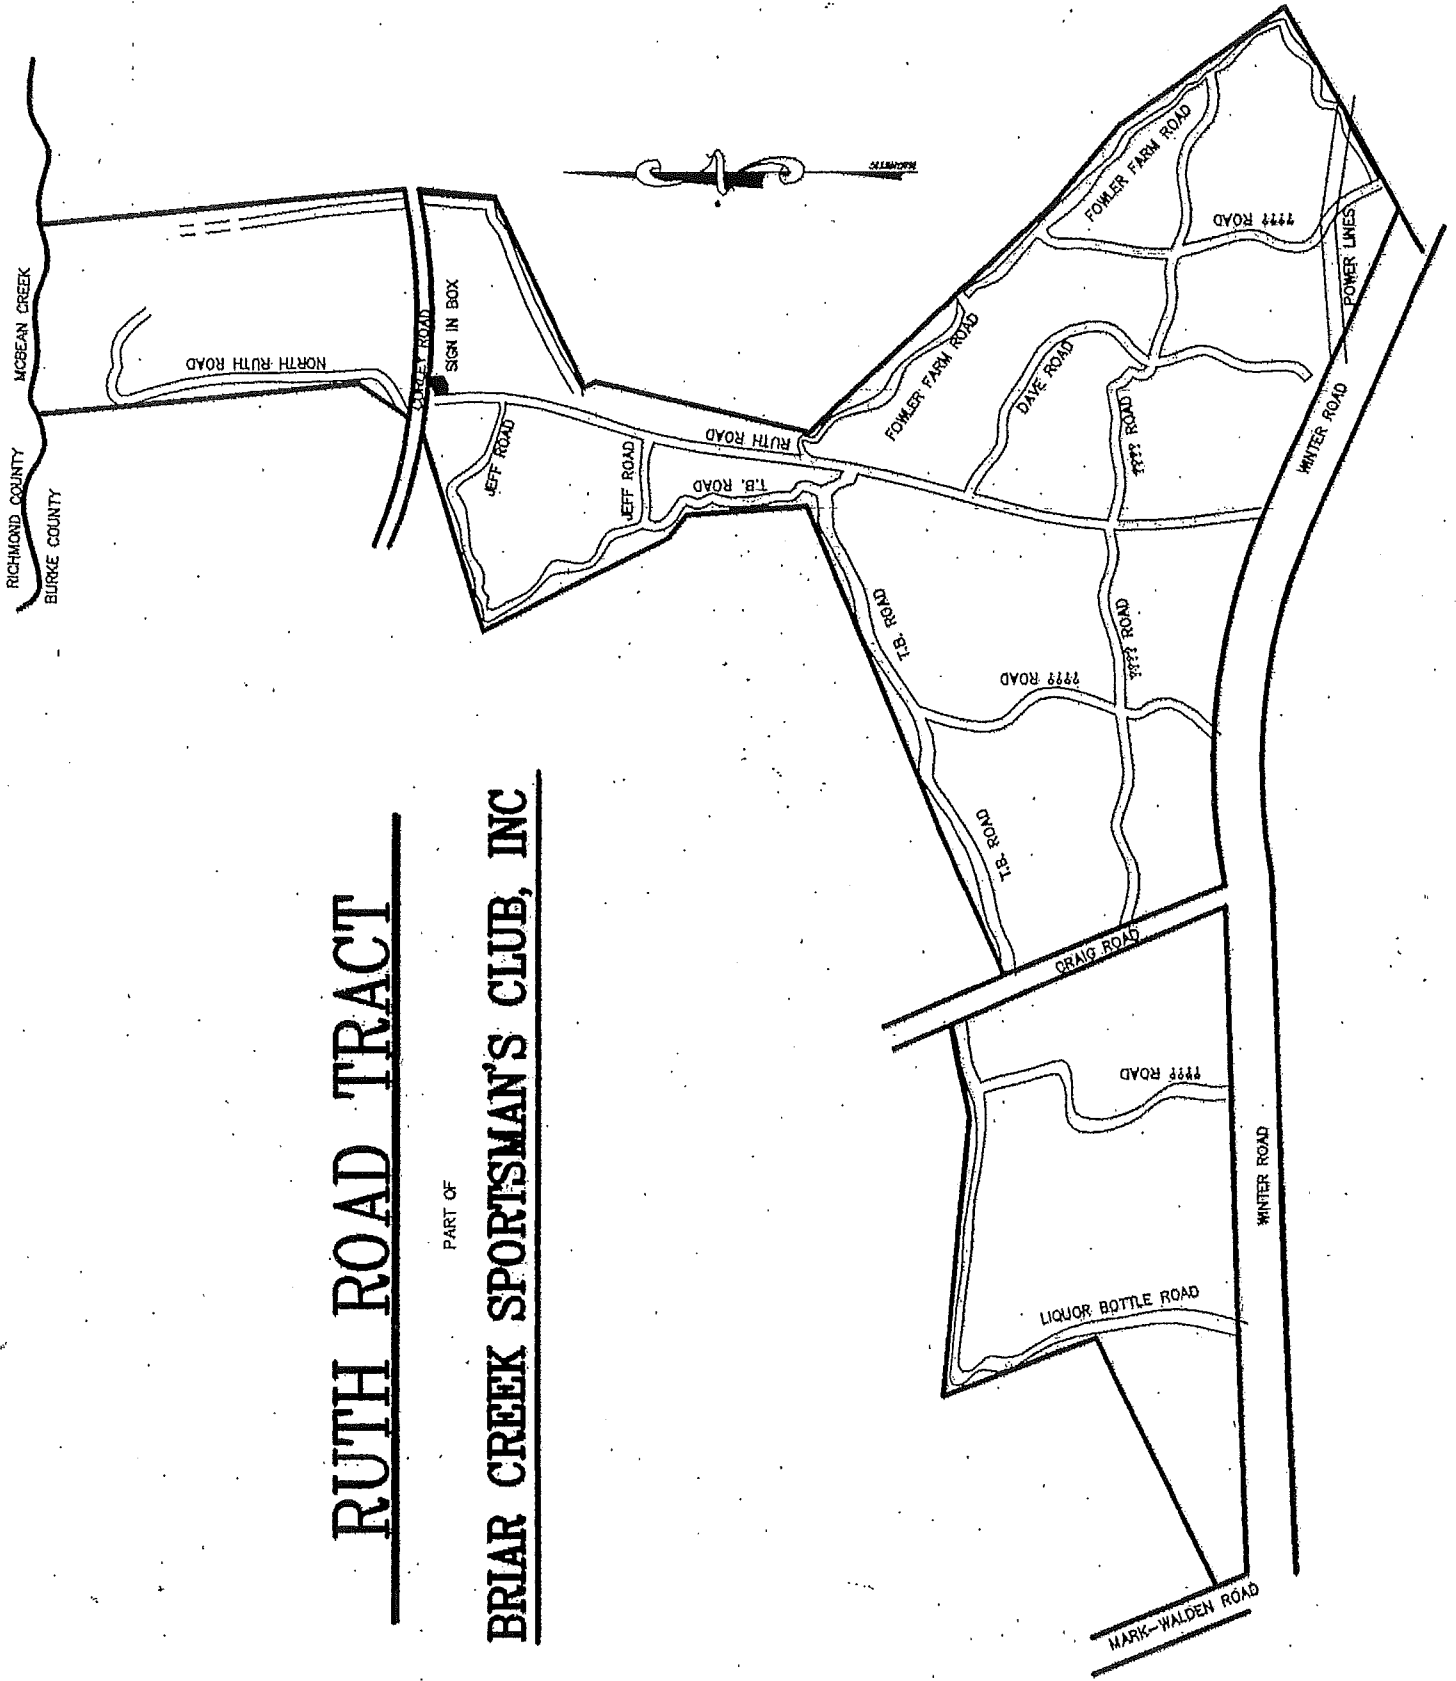 RUTH ROAD TRACT
PART OF
BRIAR CREEK SPORTSMAN'S CLUB, INC
RICHMOND COUNTY
BURKE COUNTY
MCBEAN CREEK
NORTH RUTH ROAD
CORLEY ROAD
SIGN IN BOX
MAGNETIC
JEFF ROAD
JEFF ROAD
RUTH ROAD
T.B. ROAD
T.B. ROAD
T.B. ROAD
FOWLER FARM ROAD
FOWLER FARM ROAD
DAVE ROAD
???? ROAD
???? ROAD
???? ROAD
???? ROAD
POWER LINES
WINTER ROAD
CRAIG ROAD
???? ROAD
WINTER ROAD
LIQUOR BOTTLE ROAD
MARK-WALDEN ROAD